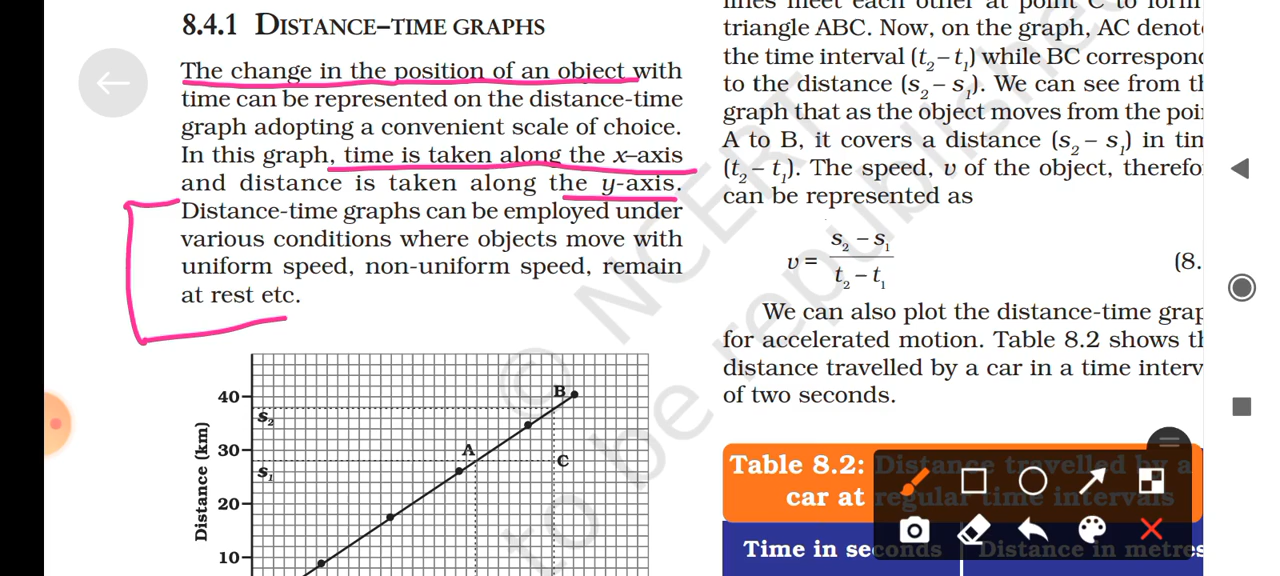 8.4.1 DISTANCE–TIME GRAPHS
The change in the position of an object with
time can be represented on the distance-time
graph adopting a convenient scale of choice.
In this graph, time is taken along the x–axis
and distance is taken along the y-axis.
Distance-time graphs can be employed under
various conditions where objects move with
uniform speed, non-uniform speed, remain
at rest etc.
40
30
20
10
Distance (km)
s2
s1
A
B
C
triangle ABC. Now, on the graph, AC denot
the time interval (t2 – t1) while BC correspon
to the distance (s2 – s1). We can see from t
graph that as the object moves from the poi
A to B, it covers a distance (s2 – s1) in tim
(t2 – t1). The speed, v of the object, therefo
can be represented as
v = s2 – s1 / t2 – t1
(8.
We can also plot the distance-time grap
for accelerated motion. Table 8.2 shows t
distance travelled by a car in a time interv
of two seconds.
Table 8.2: Distance travelled by a
car at regular time intervals
Time in seconds Distance in metres
© NCERT
to be republished